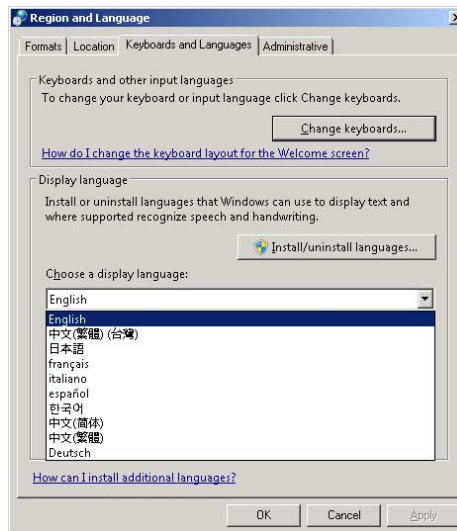 Region and Language
Formats Location Keyboards and Languages Administrative
Keyboards and other input languages
To change your keyboard or input language click Change keyboards.
Change keyboards...
How do I change the keyboard layout for the Welcome screen?
Display language
Install or uninstall languages that Windows can use to display text and
where supported recognize speech and handwriting.
Install/uninstall languages...
Choose a display language:
English
English
中文(繁體) (台灣)
日本語
français
italiano
español
한국어
中文(简体)
中文(繁體)
Deutsch
How can I install additional languages?
OK Cancel Apply